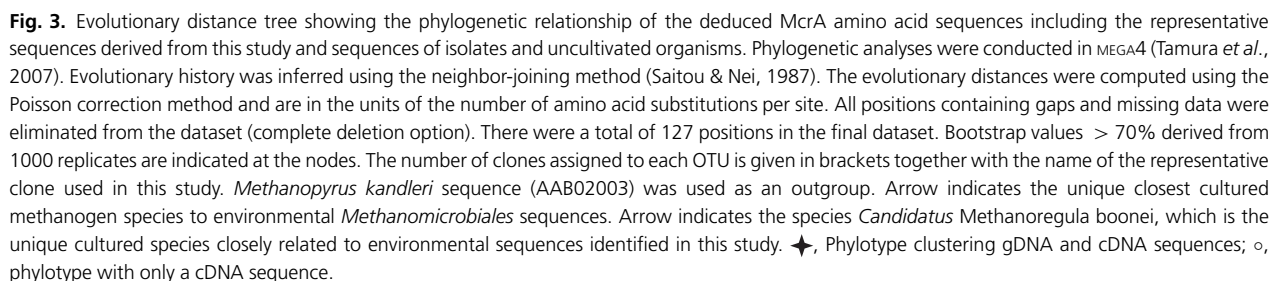 Fig. 3. Evolutionary distance tree showing the phylogenetic relationship of the deduced McrA amino acid sequences including the representative
sequences derived from this study and sequences of isolates and uncultivated organisms. Phylogenetic analyses were conducted in MEGA4 (Tamura et al.,
2007). Evolutionary history was inferred using the neighbor-joining method (Saitou & Nei, 1987). The evolutionary distances were computed using the
Poisson correction method and are in the units of the number of amino acid substitutions per site. All positions containing gaps and missing data were
eliminated from the dataset (complete deletion option). There were a total of 127 positions in the final dataset. Bootstrap values > 70% derived from
1000 replicates are indicated at the nodes. The number of clones assigned to each OTU is given in brackets together with the name of the representative
clone used in this study. Methanopyrus kandleri sequence (AAB02003) was used as an outgroup. Arrow indicates the unique closest cultured
methanogen species to environmental Methanomicrobiales sequences. Arrow indicates the species Candidatus Methanoregula boonei, which is the
unique cultured species closely related to environmental sequences identified in this study. ✦, Phylotype clustering gDNA and cDNA sequences; ○,
phylotype with only a cDNA sequence.